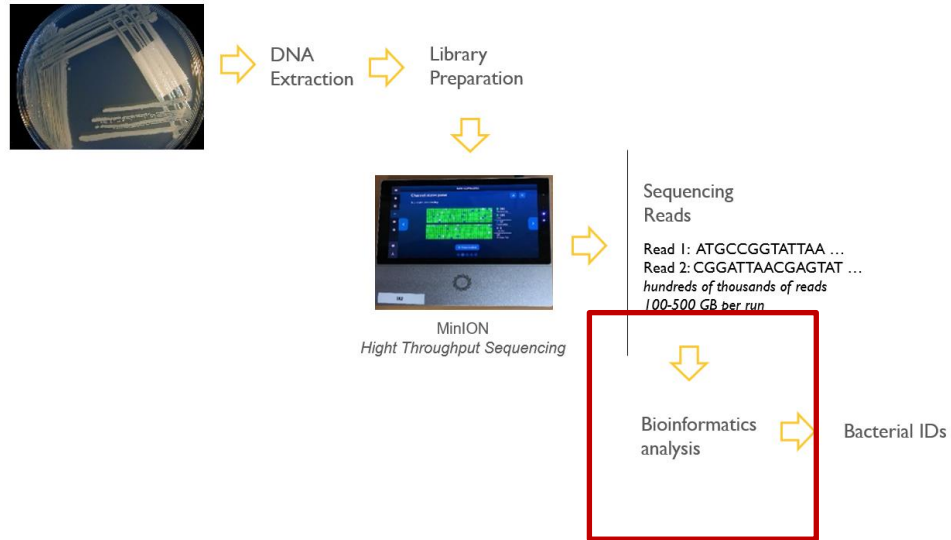 DNA
Extraction
Library
Preparation
Sequencing
Reads
Read 1: ATGCCGGTATTAA ...
Read 2: CGGATTAACGAGTAT ...
hundreds of thousands of reads
100-500 GB per run
MinION
Hight Throughput Sequencing
Bioinformatics
analysis
Bacterial IDs